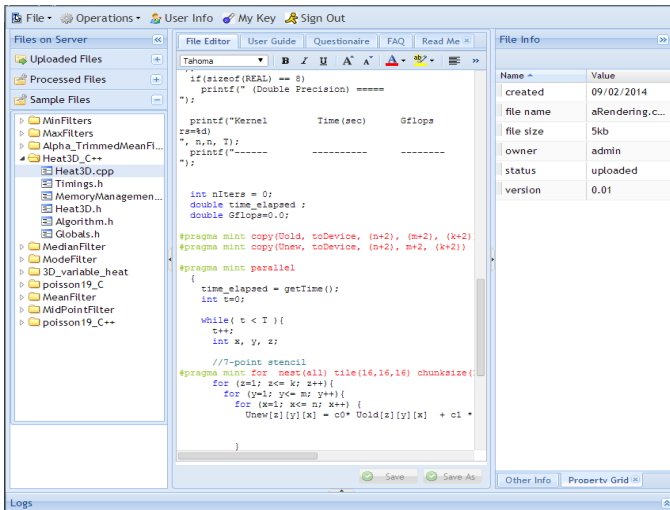 File Operations User Info My Key Sign Out
Files on Server
Uploaded Files
Processed Files
Sample Files
MinFilters
MaxFilters
Alpha_TrimmedMeanFi...
Heat3D_C++
Heat3D.cpp
Timings.h
MemoryManagemen...
Heat3D.h
Algorithm.h
Globals.h
MedianFilter
ModeFilter
3D_variable_heat
poisson19_C
MeanFilter
MidPointFilter
poisson19_C++
File Editor User Guide Questionaire FAQ Read Me
Tahoma B I U A A A ab
if(sizeof(REAL) == 8)
printf(" (Double Precision) =====
");
printf("Kernel Time(sec) Gflops
rs=%d)
", n,n, T);
printf("------ ---------- --------
");
int nIters = 0;
double time_elapsed ;
double Gflops=0.0;
#pragma mint copy(Uold, toDevice, (n+2), (m+2), (k+2)
#pragma mint copy(Unew, toDevice, (n+2), m+2, (k+2))
#pragma mint parallel
{
time_elapsed = getTime();
int t=0;
while( t < T ){
t++;
int x, y, z;
//7-point stencil
#pragma mint for nest(all) tile(16,16,16) chunksize(
for (z=1; z<= k; z++){
for (y=1; y<= m; y++){
for (x=1; x<= n; x++) {
Unew[z][y][x] = c0* Uold[z][y][x] + c1 *
}
Save Save As
File Info
Name Value
created 09/02/2014
file name aRendering.c...
file size 5kb
owner admin
status uploaded
version 0.01
Other Info Property Grid
Logs